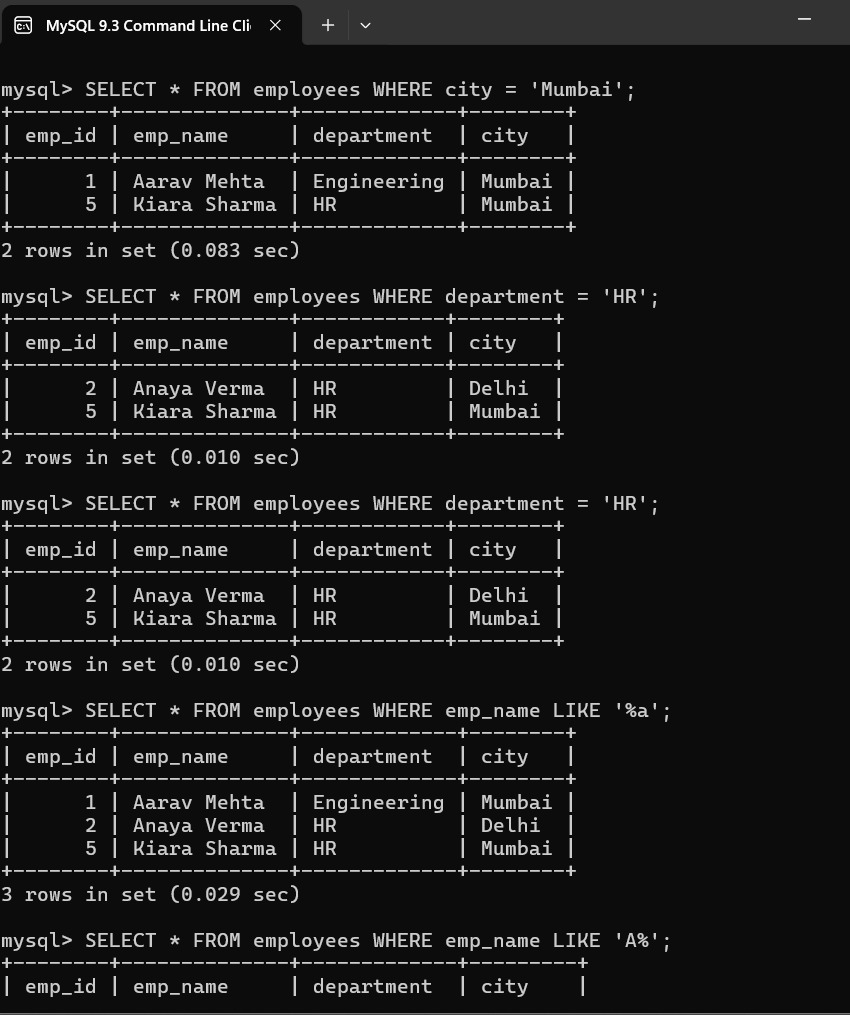 MySQL 9.3 Command Line Cli
mysql> SELECT * FROM employees WHERE city = 'Mumbai';
+--------+--------------+-------------+--------+
| emp_id | emp_name     | department  | city   |
+--------+--------------+-------------+--------+
|      1 | Aarav Mehta  | Engineering | Mumbai |
|      5 | Kiara Sharma | HR          | Mumbai |
+--------+--------------+-------------+--------+
2 rows in set (0.083 sec)
mysql> SELECT * FROM employees WHERE department = 'HR';
+--------+--------------+------------+--------+
| emp_id | emp_name     | department | city   |
+--------+--------------+------------+--------+
|      2 | Anaya Verma  | HR         | Delhi  |
|      5 | Kiara Sharma | HR         | Mumbai |
+--------+--------------+------------+--------+
2 rows in set (0.010 sec)
mysql> SELECT * FROM employees WHERE department = 'HR';
+--------+--------------+------------+--------+
| emp_id | emp_name     | department | city   |
+--------+--------------+------------+--------+
|      2 | Anaya Verma  | HR         | Delhi  |
|      5 | Kiara Sharma | HR         | Mumbai |
+--------+--------------+------------+--------+
2 rows in set (0.010 sec)
mysql> SELECT * FROM employees WHERE emp_name LIKE '%a';
+--------+--------------+-------------+--------+
| emp_id | emp_name     | department  | city   |
+--------+--------------+-------------+--------+
|      1 | Aarav Mehta  | Engineering | Mumbai |
|      2 | Anaya Verma  | HR          | Delhi  |
|      5 | Kiara Sharma | HR          | Mumbai |
+--------+--------------+-------------+--------+
3 rows in set (0.029 sec)
mysql> SELECT * FROM employees WHERE emp_name LIKE 'A%';
+--------+--------------+-------------+---------+
| emp_id | emp_name     | department  | city    |